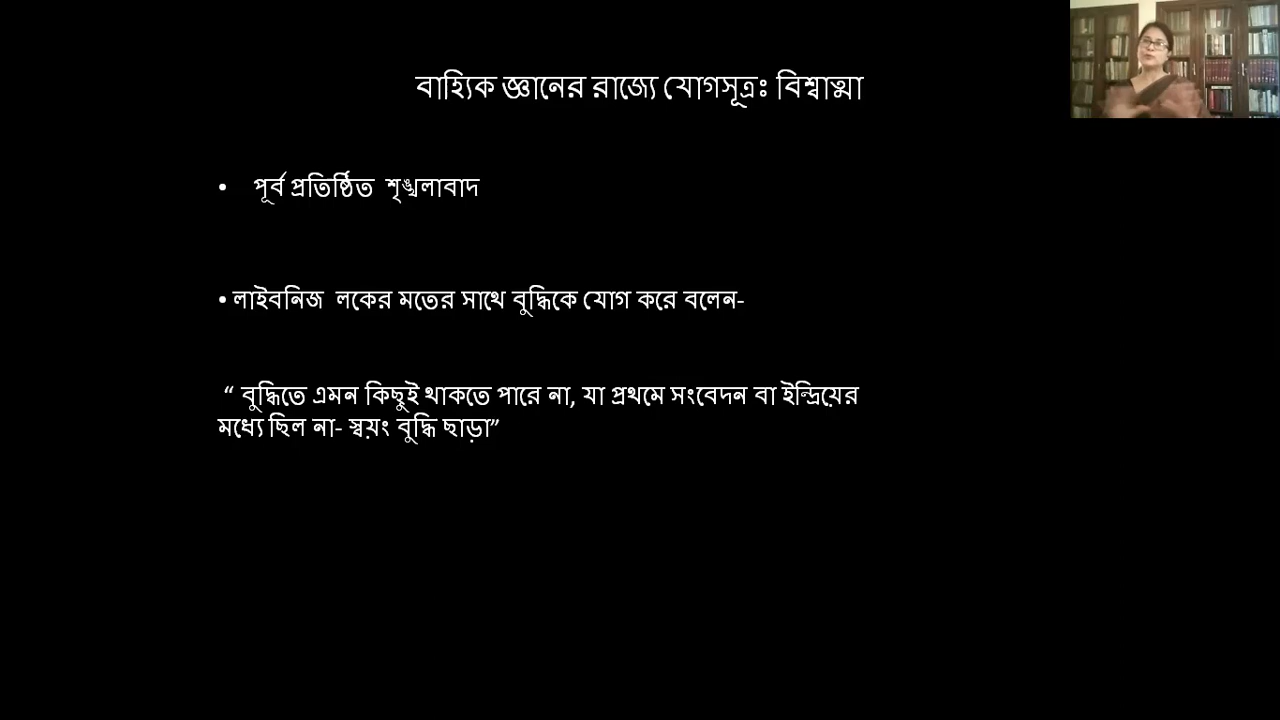 বাহ্যিক জ্ঞানের রাজ্যে যোগসূত্রঃ বিশ্বাত্মা
• পূর্ব প্রতিষ্ঠিত শৃঙ্খলাবাদ
• লাইবনিজ লকের মতের সাথে বুদ্ধিকে যোগ করে বলেন-
“ বুদ্ধিতে এমন কিছুই থাকতে পারে না, যা প্রথমে সংবেদন বা ইন্দ্রিয়ের
মধ্যে ছিল না- স্বয়ং বুদ্ধি ছাড়া”